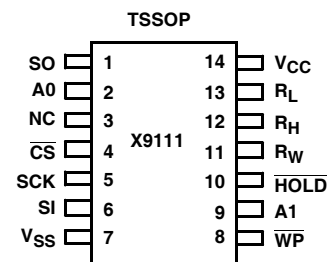 TSSOP
SO 1 14 VCC
A0 2 13 RL
NC 3 12 RH
X9111
CS 4 11 RW
SCK 5 10 HOLD
SI 6 9 A1
VSS 7 8 WP